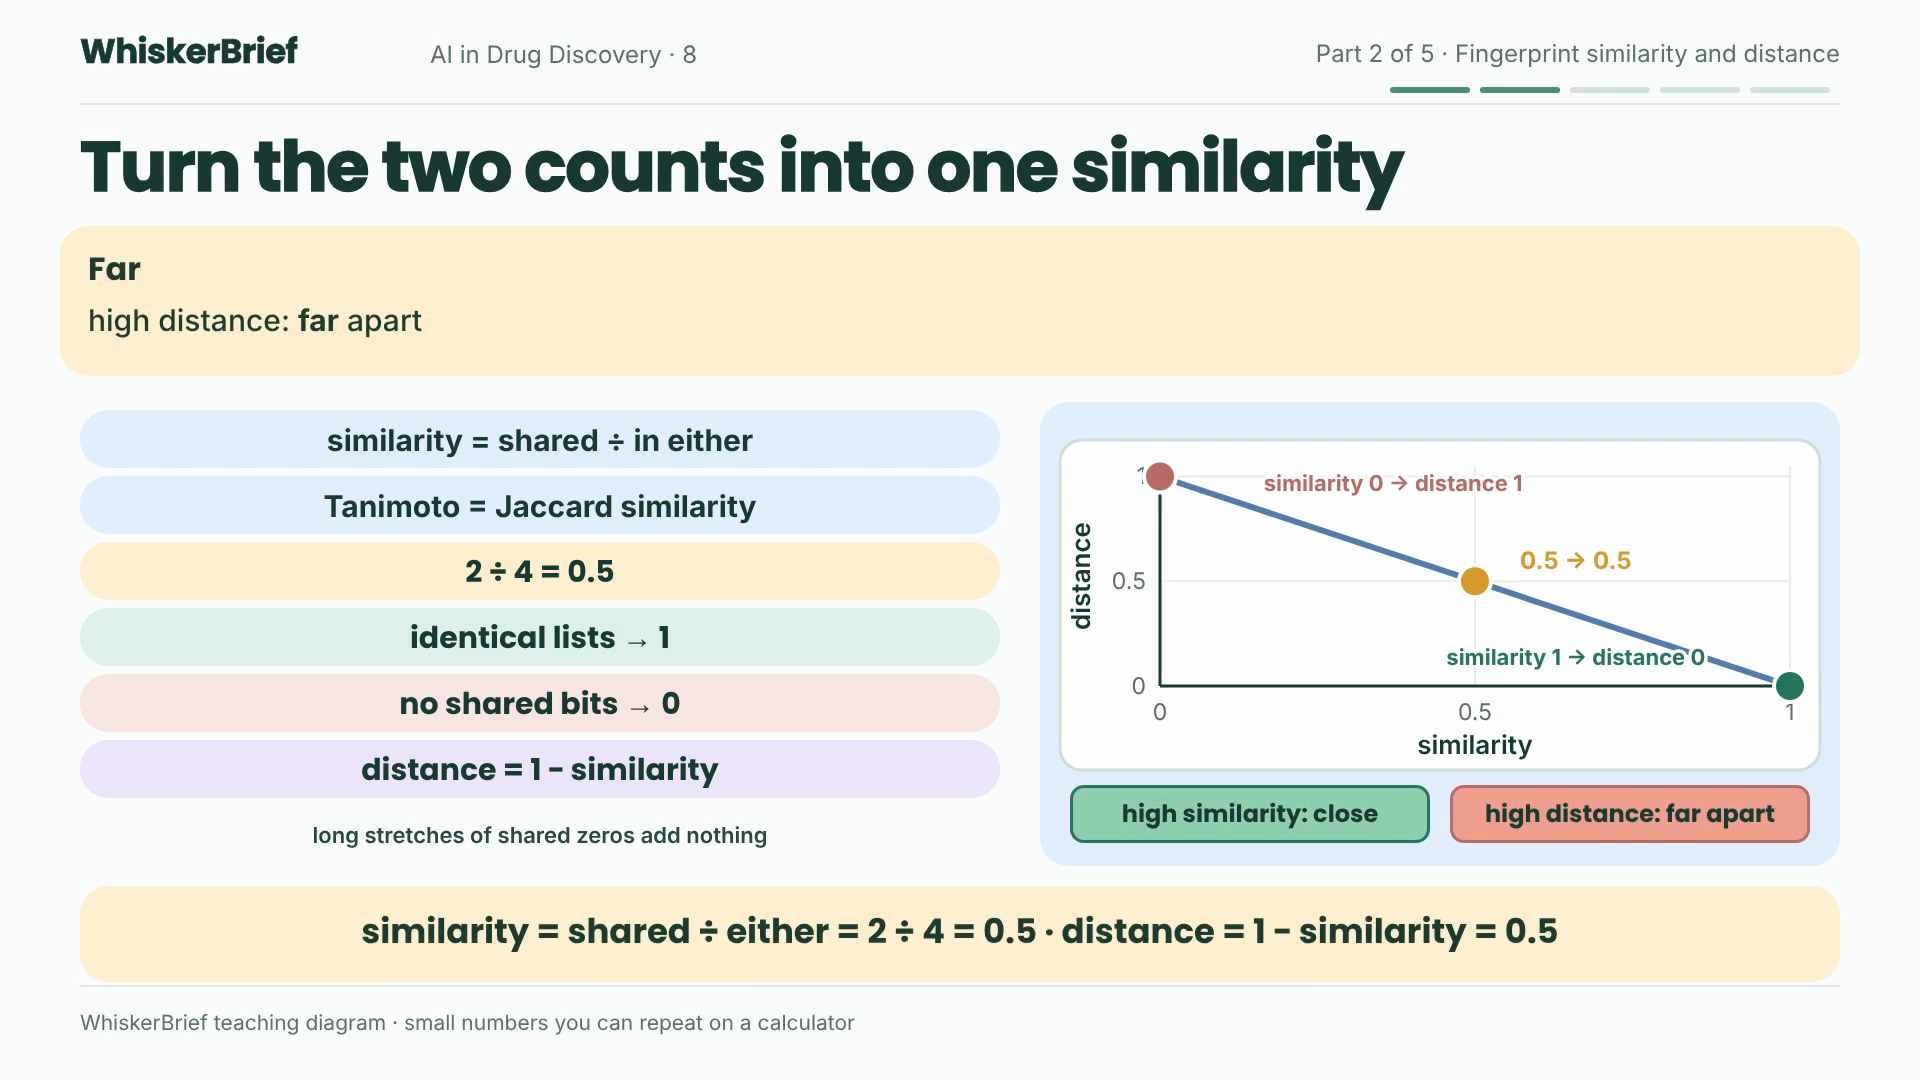 WhiskerBrief
AI in Drug Discovery · 8
Part 2 of 5 · Fingerprint similarity and distance
Turn the two counts into one similarity
Far
high distance: far apart
similarity = shared ÷ in either
Tanimoto = Jaccard similarity
2 ÷ 4 = 0.5
identical lists → 1
no shared bits → 0
distance = 1 − similarity
long stretches of shared zeros add nothing
distance
1
0.5
0
similarity 0 → distance 1
0.5 → 0.5
similarity 1 → distance 0
0
0.5
1
similarity
high similarity: close
high distance: far apart
similarity = shared ÷ either = 2 ÷ 4 = 0.5 · distance = 1 − similarity = 0.5
WhiskerBrief teaching diagram · small numbers you can repeat on a calculator